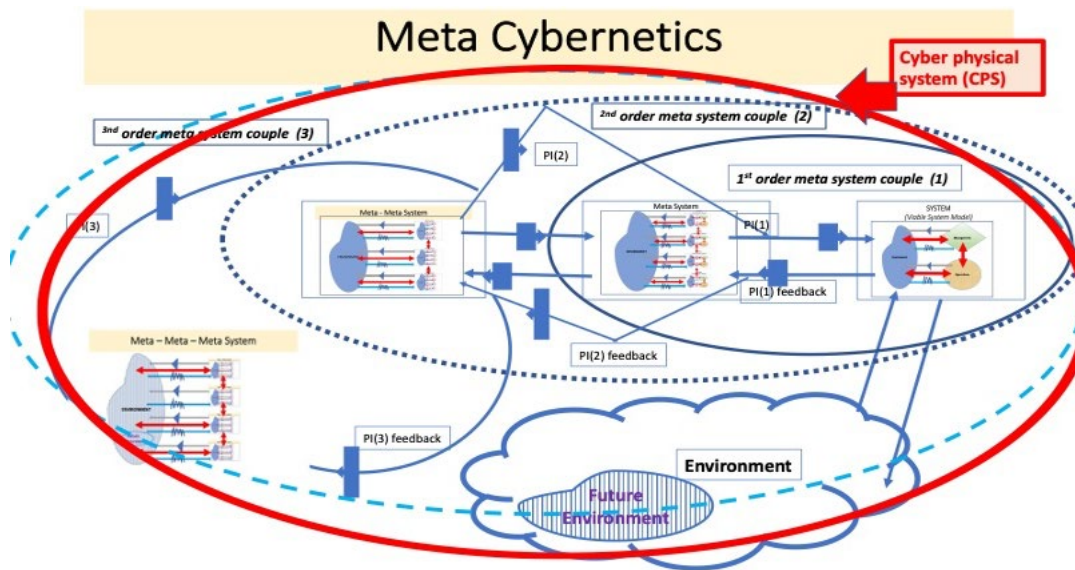 Meta Cybernetics
Cyber physical
system (CPS)
3nd order meta system couple (3)
2nd order meta system couple (2)
1st order meta system couple (1)
PI(2)
PI(3)
Meta - Meta System
Meta System
PI(1)
SYSTEM
(Viable System Model)
PI(1) feedback
PI(2) feedback
Meta – Meta – Meta System
ENVIRONMENT
PI(3) feedback
Environment
Future
Environment